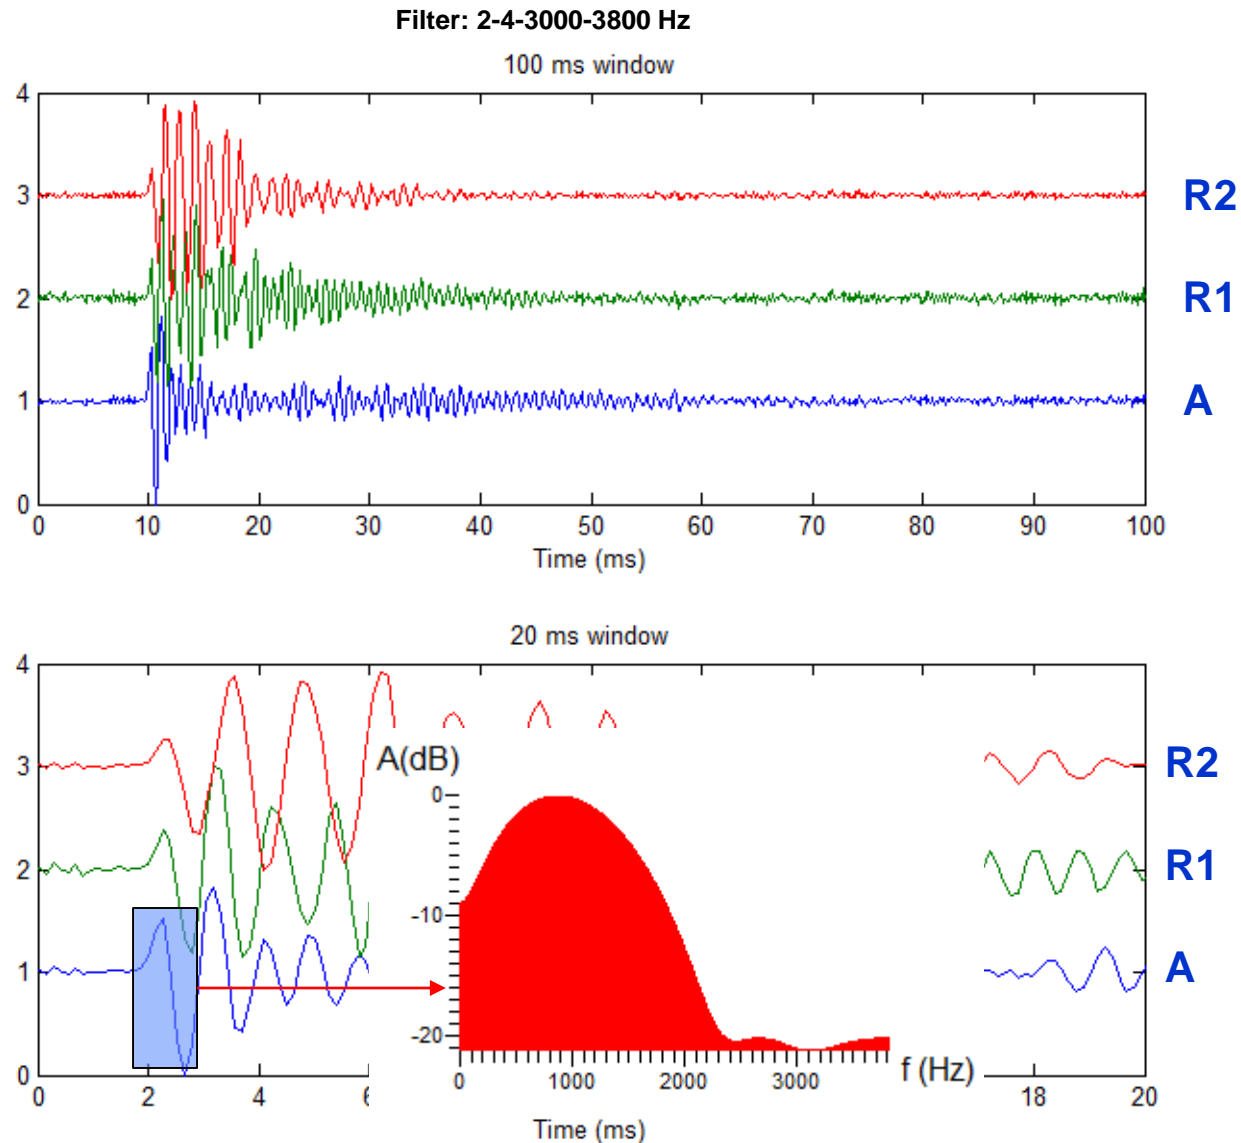 Filter: 2-4-3000-3800 Hz
100 ms window
4
3
2
1
0
R2
R1
A
0 10 20 30 40 50 60 70 80 90 100
Time (ms)
20 ms window
4
3
2
1
0
A(dB)
0
-10
-20
0 1000 2000 3000
f (Hz)
R2
R1
A
0 2 4 18 20
Time (ms)